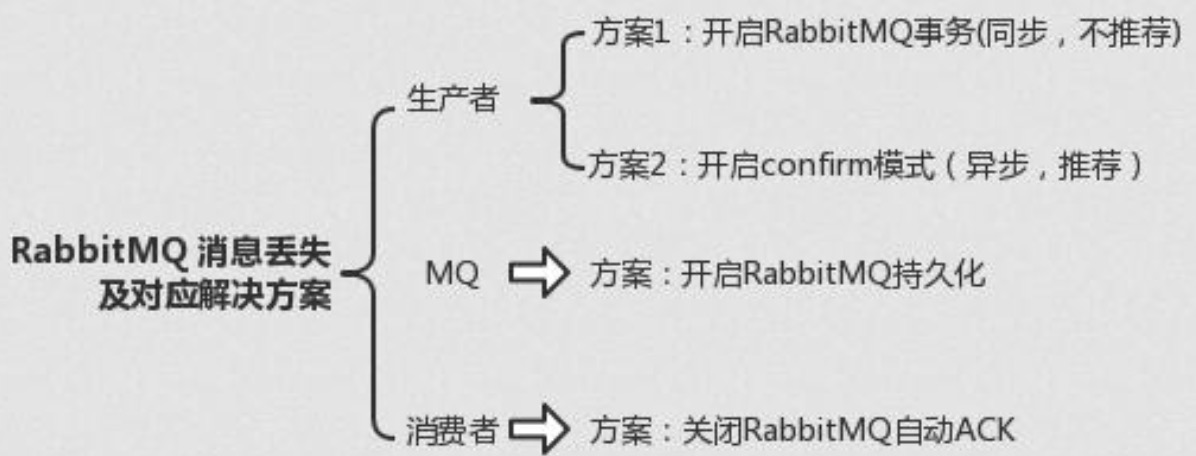 RabbitMQ 消息丢失
及对应解决方案
生产者
方案1：开启RabbitMQ事务(同步，不推荐)
方案2：开启confirm模式（异步，推荐）
MQ
方案：开启RabbitMQ持久化
消费者
方案：关闭RabbitMQ自动ACK